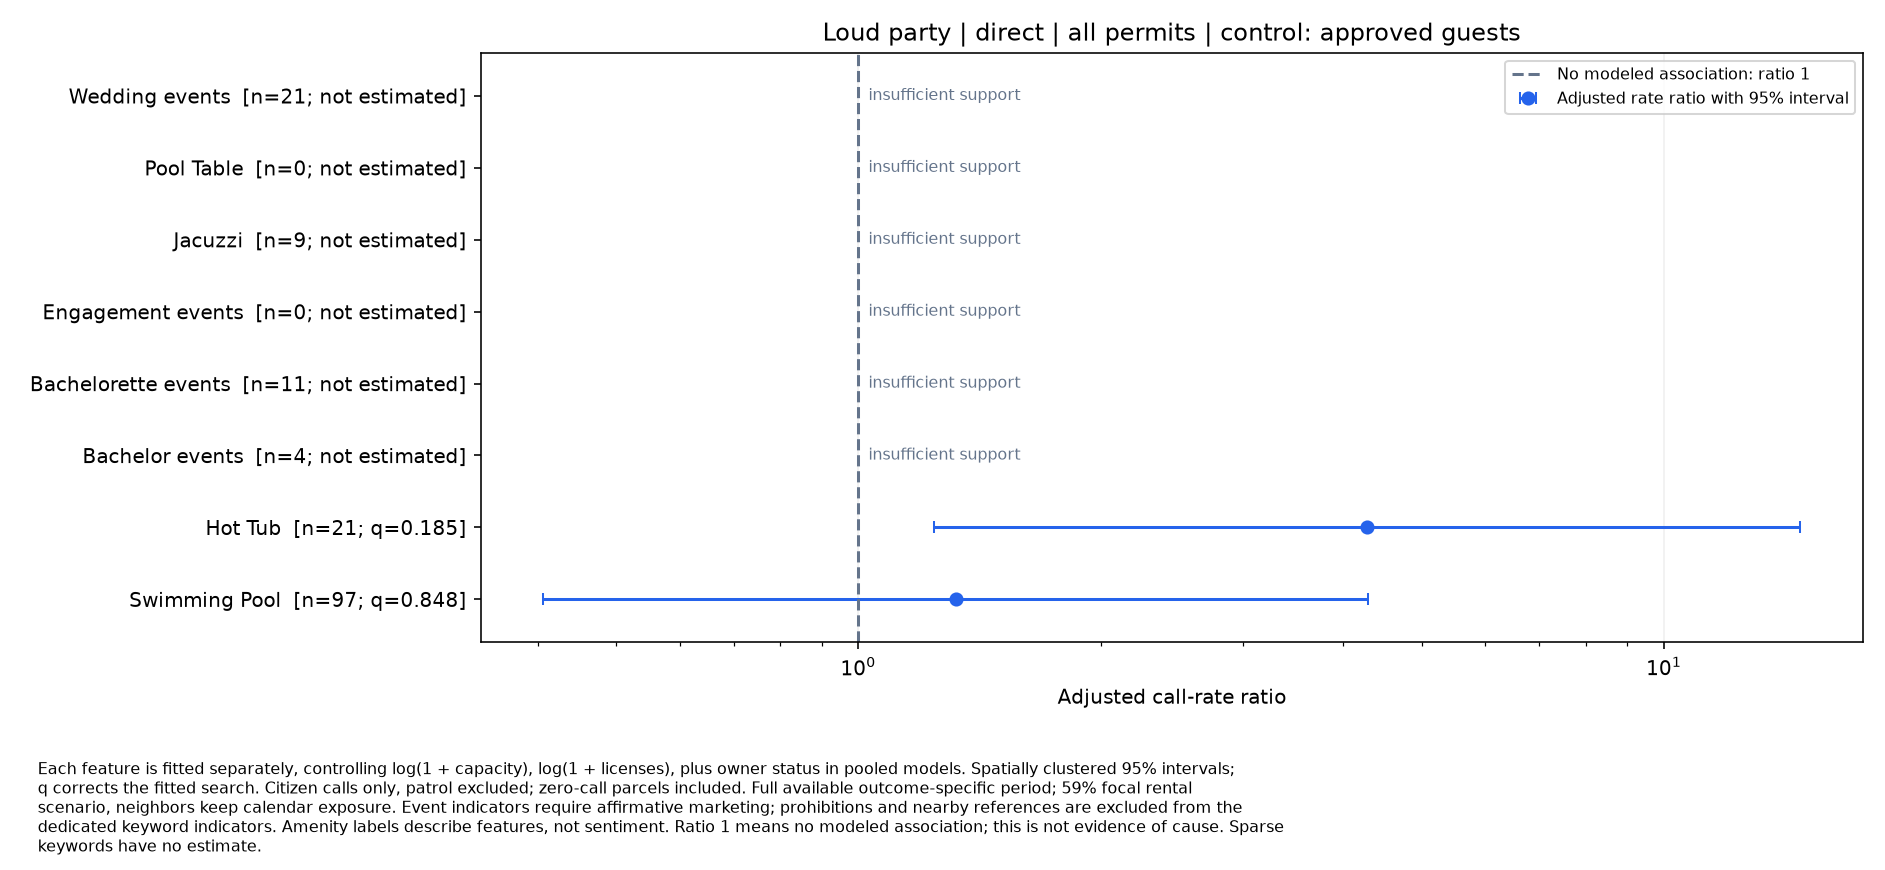 Loud party | direct | all permits | control: approved guests
No modeled association: ratio 1
Adjusted rate ratio with 95% interval
Wedding events [n=21; not estimated]
insufficient support
Pool Table [n=0; not estimated]
insufficient support
Jacuzzi [n=9; not estimated]
insufficient support
Engagement events [n=0; not estimated]
insufficient support
Bachelorette events [n=11; not estimated]
insufficient support
Bachelor events [n=4; not estimated]
insufficient support
Hot Tub [n=21; q=0.185]
Swimming Pool [n=97; q=0.848]
10⁰ 10¹
Adjusted call-rate ratio
Each feature is fitted separately, controlling log(1 + capacity), log(1 + licenses), plus owner status in pooled models. Spatially clustered 95% intervals;
q corrects the fitted search. Citizen calls only, patrol excluded; zero-call parcels included. Full available outcome-specific period; 59% focal rental
scenario, neighbors keep calendar exposure. Event indicators require affirmative marketing; prohibitions and nearby references are excluded from the
dedicated keyword indicators. Amenity labels describe features, not sentiment. Ratio 1 means no modeled association; this is not evidence of cause. Sparse
keywords have no estimate.